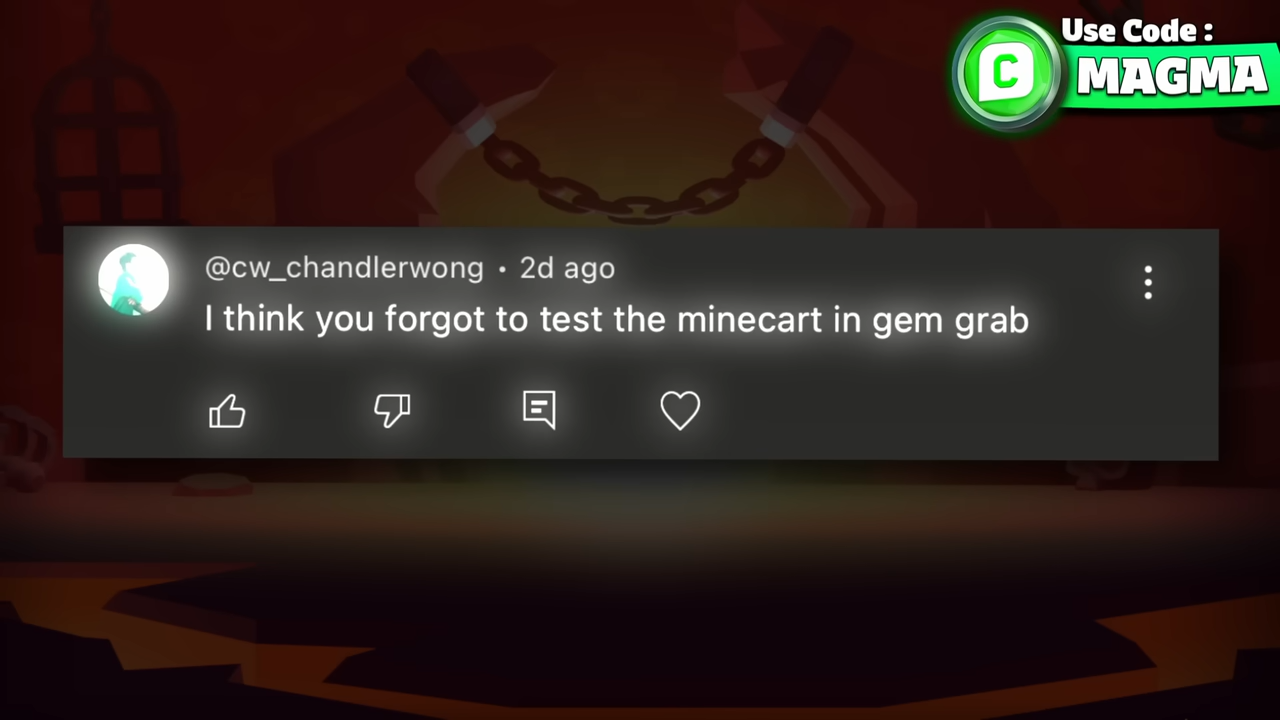 Use Code :
C MAGMA
@cw_chandlerwong • 2d ago
I think you forgot to test the minecart in gem grab